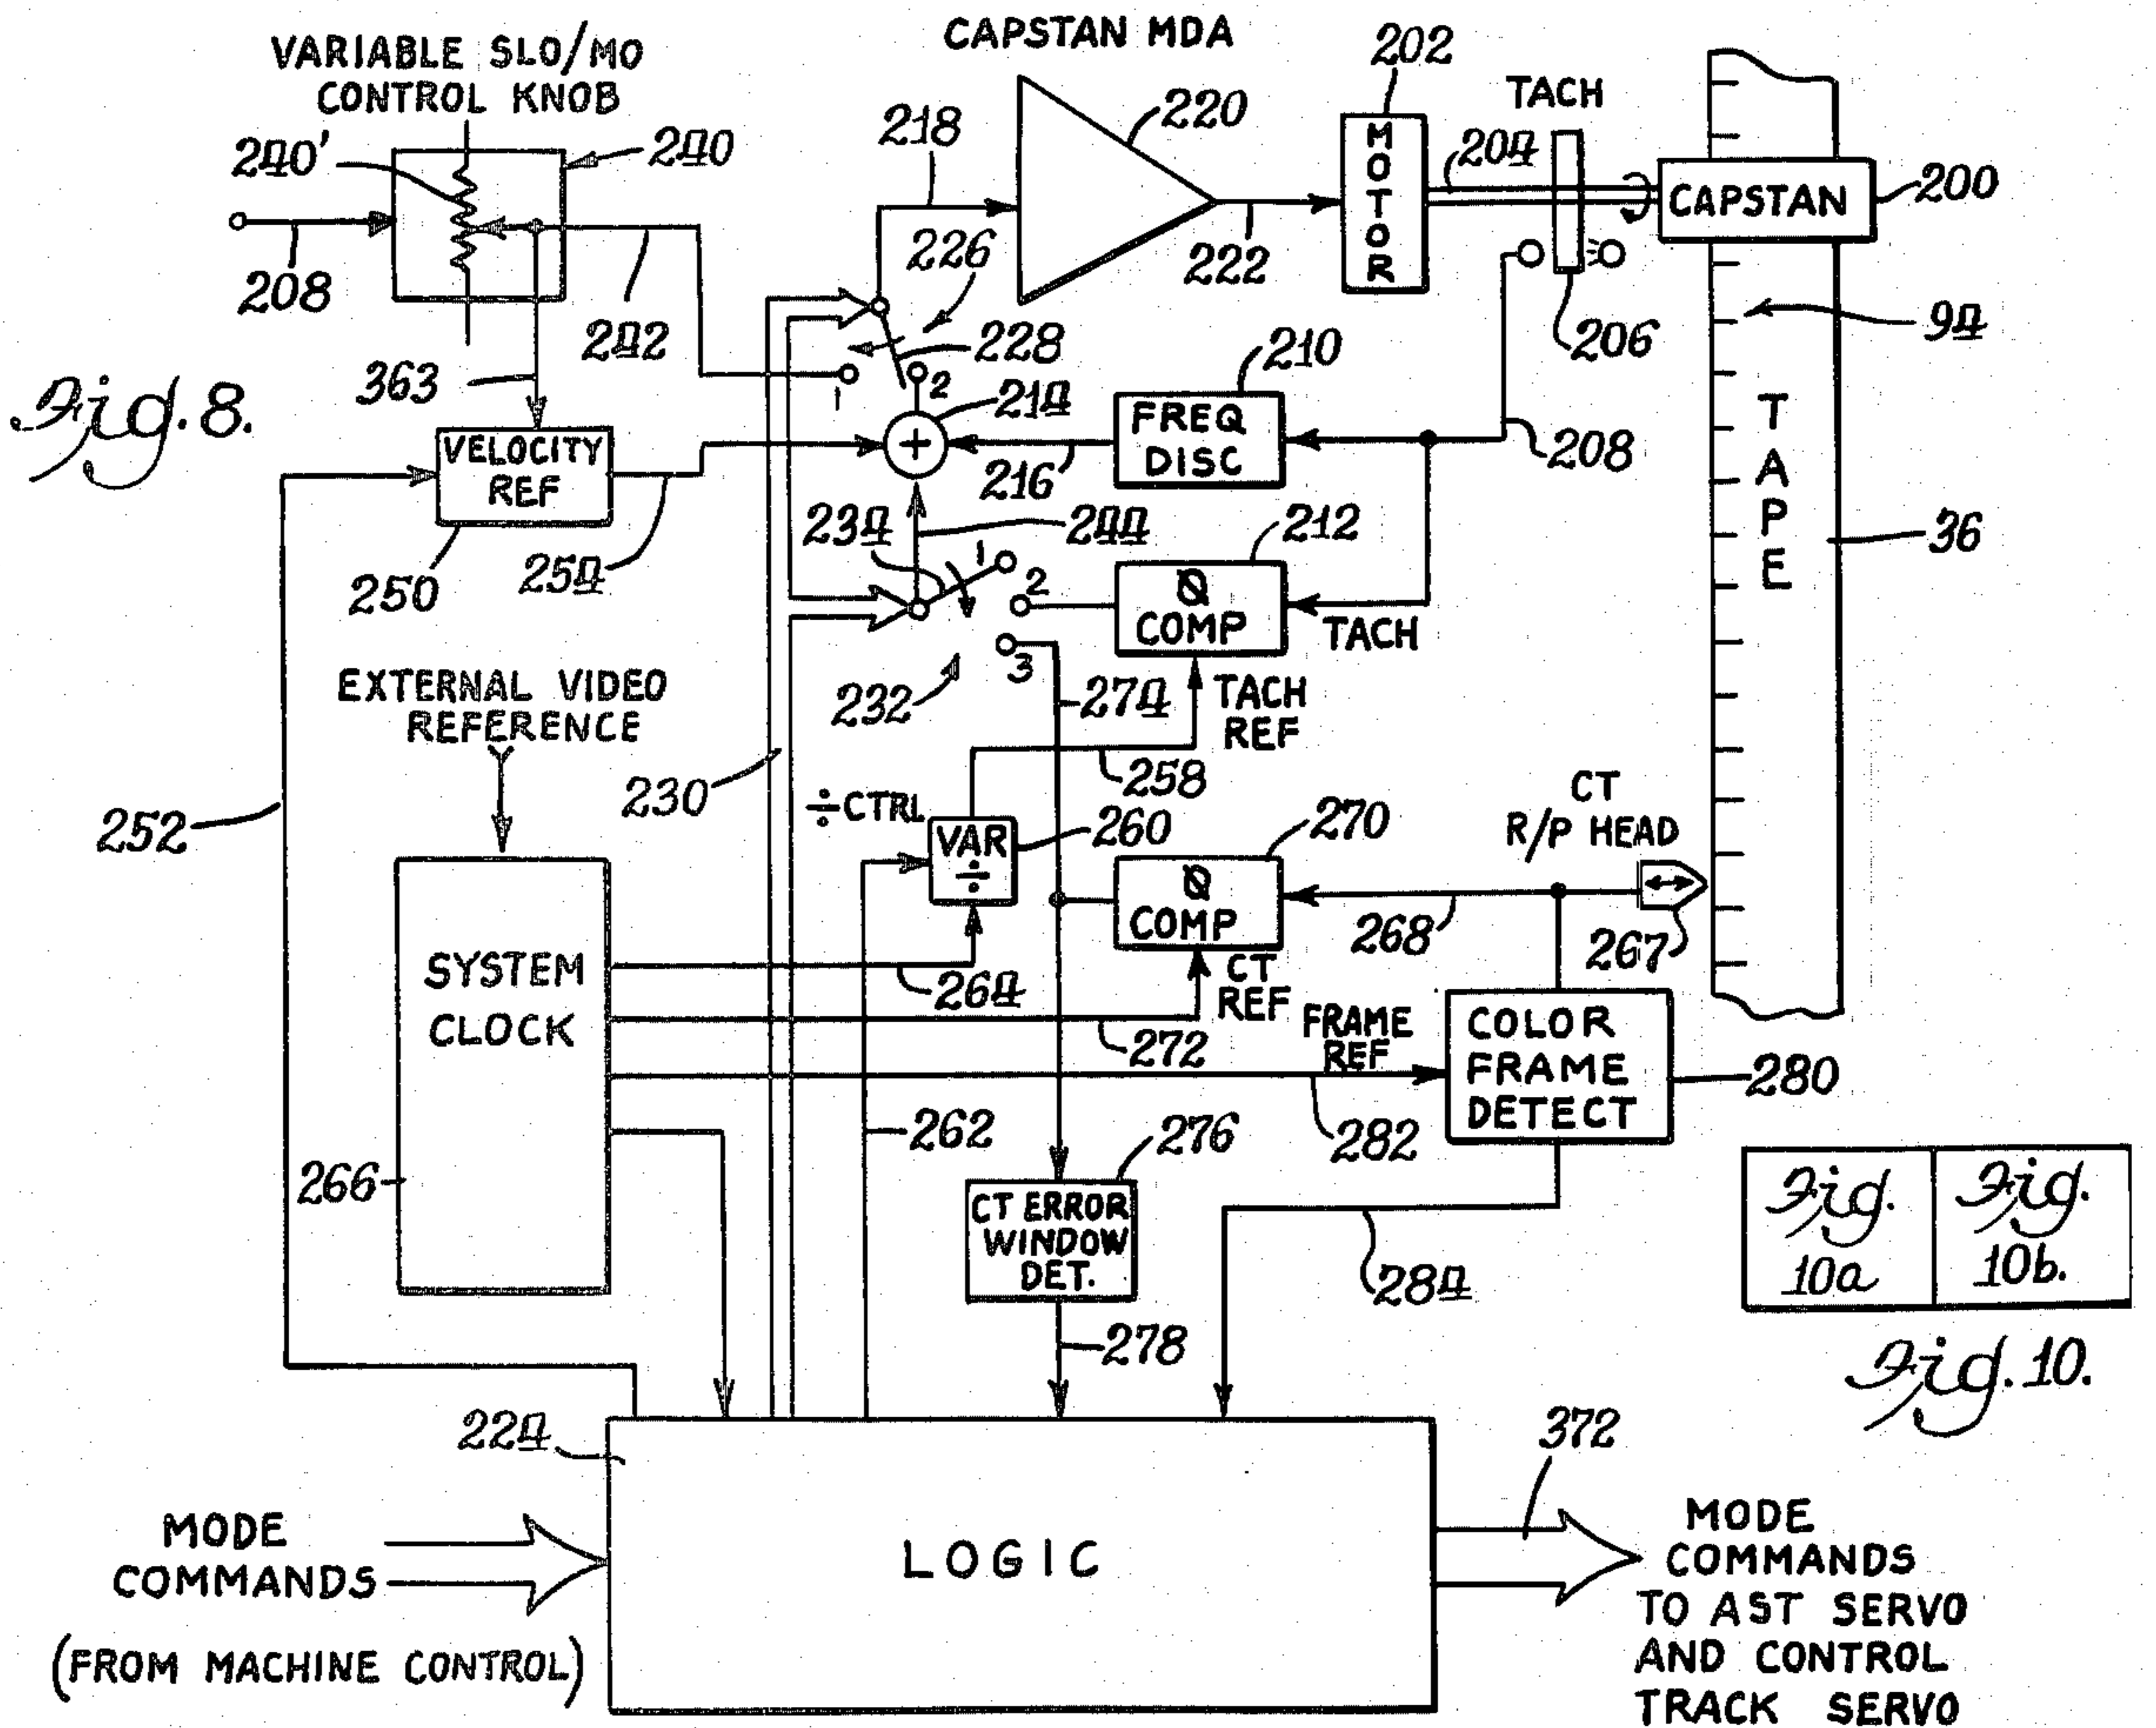 CAPSTAN MDA
VARIABLE SLO/MO
CONTROL KNOB
202
TACH
240'
240
218
220
204
CAPSTAN
200
MOTOR
208
226
222
242
206
94
363
228
210
Fig. 8.
1
2
214
FREQ
DISC
+
216
208
VELOCITY
REF
TAPE
234
244
212
36
250
254
1
2
Ø
COMP
TACH
3
EXTERNAL VIDEO
REFERENCE
232
274
TACH
REF
230
258
CT
R/P HEAD
252
÷CTRL
260
270
VAR
÷
Ø
COMP
268
267
SYSTEM
CLOCK
264
CT
REF
FRAME
REF
COLOR
FRAME
DETECT
272
280
262
276
282
266
CT ERROR
WINDOW
DET.
284
Fig.
10a
Fig.
10b.
278
Fig. 10.
224
372
MODE
COMMANDS
(FROM MACHINE CONTROL)
LOGIC
MODE
COMMANDS
TO AST SERVO
AND CONTROL
TRACK SERVO